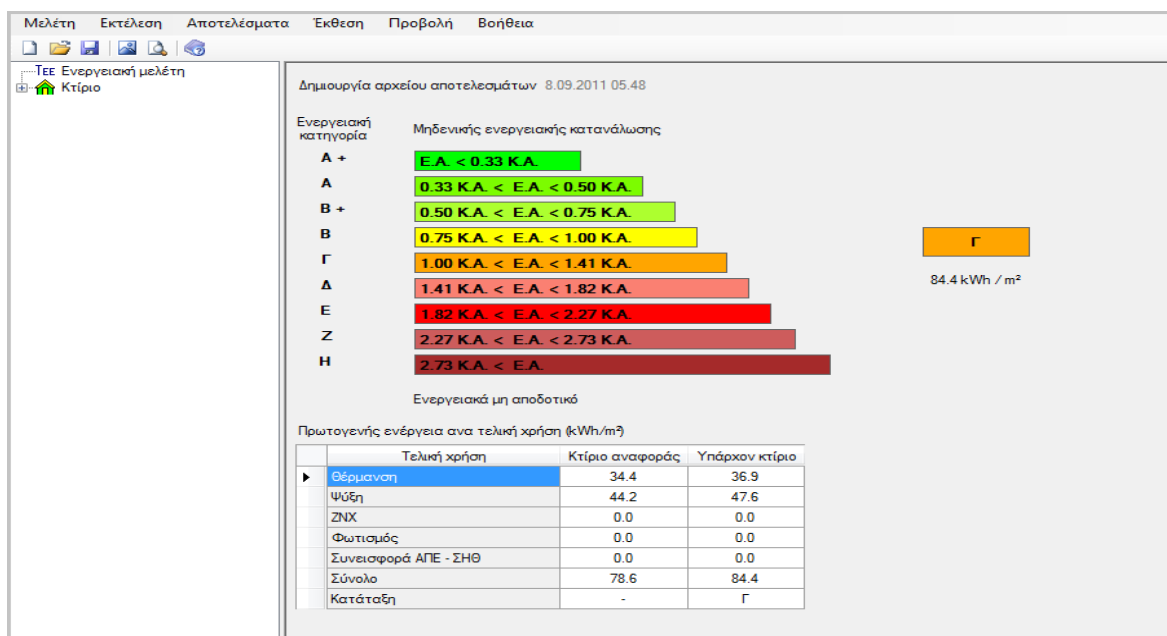 Μελέτη Εκτέλεση Αποτελέσματα Έκθεση Προβολή Βοήθεια
ΤΕΕ Ενεργειακή μελέτη
Κτίριο
Δημιουργία αρχείου αποτελεσμάτων 8.09.2011 05.48
Ενεργειακή κατηγορία
Μηδενικής ενεργειακής κατανάλωσης
A + Ε.Α. < 0.33 Κ.Α.
A 0.33 Κ.Α. < Ε.Α. < 0.50 Κ.Α.
B + 0.50 Κ.Α. < Ε.Α. < 0.75 Κ.Α.
B 0.75 Κ.Α. < Ε.Α. < 1.00 Κ.Α.
Γ 1.00 Κ.Α. < Ε.Α. < 1.41 Κ.Α.
Δ 1.41 Κ.Α. < Ε.Α. < 1.82 Κ.Α.
Ε 1.82 Κ.Α. < Ε.Α. < 2.27 Κ.Α.
Ζ 2.27 Κ.Α. < Ε.Α. < 2.73 Κ.Α.
Η 2.73 Κ.Α. < Ε.Α.
Γ
84.4 kWh / m²
Ενεργειακά μη αποδοτικό
Πρωτογενής ενέργεια ανα τελική χρήση (kWh/m²)
Τελική χρήση Κτίριο αναφοράς Υπάρχον κτίριο
Θέρμανση 34.4 36.9
Ψύξη 44.2 47.6
ΖΝΧ 0.0 0.0
Φωτισμός 0.0 0.0
Συνεισφορά ΑΠΕ - ΣΗΘ 0.0 0.0
Σύνολο 78.6 84.4
Κατάταξη - Γ